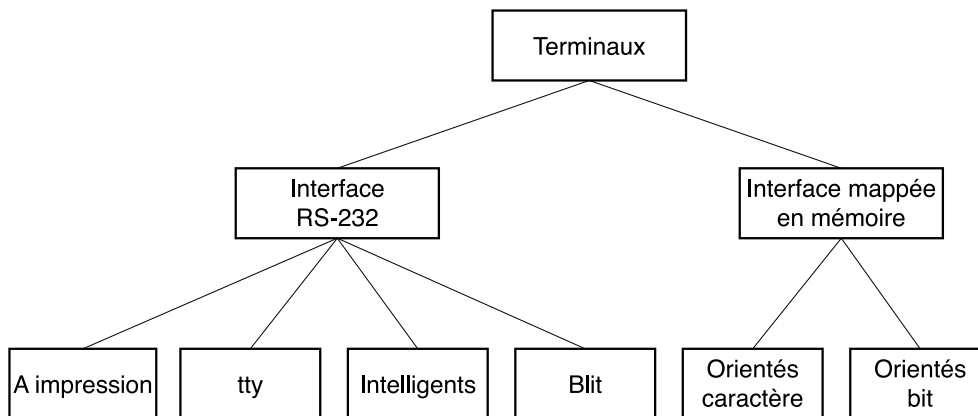 Terminaux
Interface
RS-232
Interface mappée
en mémoire
A impression
tty
Intelligents
Blit
Orientés
caractère
Orientés
bit